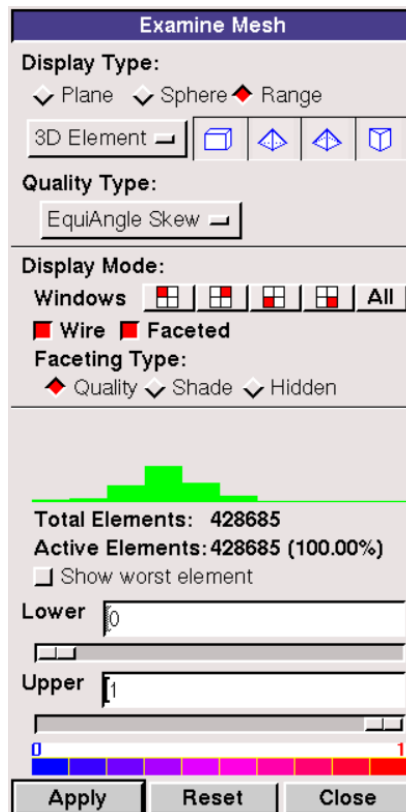 Examine Mesh
Display Type:
Plane Sphere Range
3D Element
Quality Type:
EquiAngle Skew
Display Mode:
Windows All
Wire Faceted
Faceting Type:
Quality Shade Hidden
Total Elements: 428685
Active Elements: 428685 (100.00%)
Show worst element
Lower 0
Upper 1
0 1
Apply Reset Close